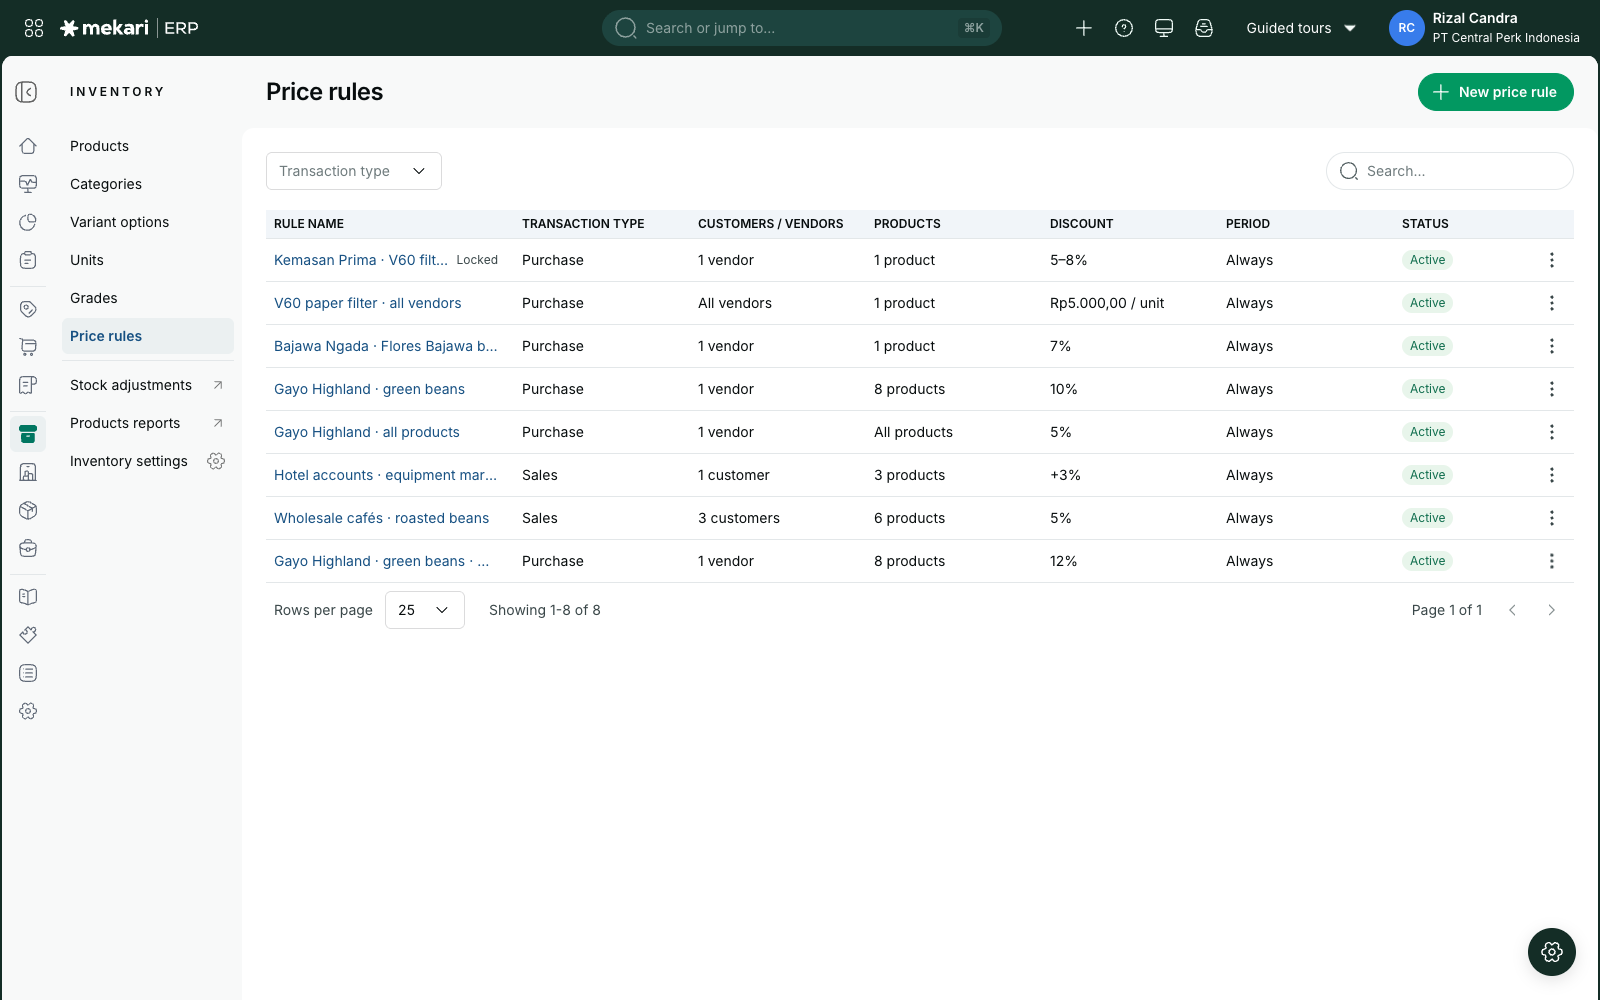 mekari ERP
Search or jump to...
⌘K
Guided tours
RC
Rizal Candra
PT Central Perk Indonesia
INVENTORY
Products
Categories
Variant options
Units
Grades
Price rules
Stock adjustments
Products reports
Inventory settings
Price rules
New price rule
Transaction type
Search...
RULE NAME TRANSACTION TYPE CUSTOMERS / VENDORS PRODUCTS DISCOUNT PERIOD STATUS
Kemasan Prima · V60 filt... Locked Purchase 1 vendor 1 product 5–8% Always Active
V60 paper filter · all vendors Purchase All vendors 1 product Rp5.000,00 / unit Always Active
Bajawa Ngada · Flores Bajawa b... Purchase 1 vendor 1 product 7% Always Active
Gayo Highland · green beans Purchase 1 vendor 8 products 10% Always Active
Gayo Highland · all products Purchase 1 vendor All products 5% Always Active
Hotel accounts · equipment mar... Sales 1 customer 3 products +3% Always Active
Wholesale cafés · roasted beans Sales 3 customers 6 products 5% Always Active
Gayo Highland · green beans · ... Purchase 1 vendor 8 products 12% Always Active
Rows per page 25 Showing 1-8 of 8 Page 1 of 1